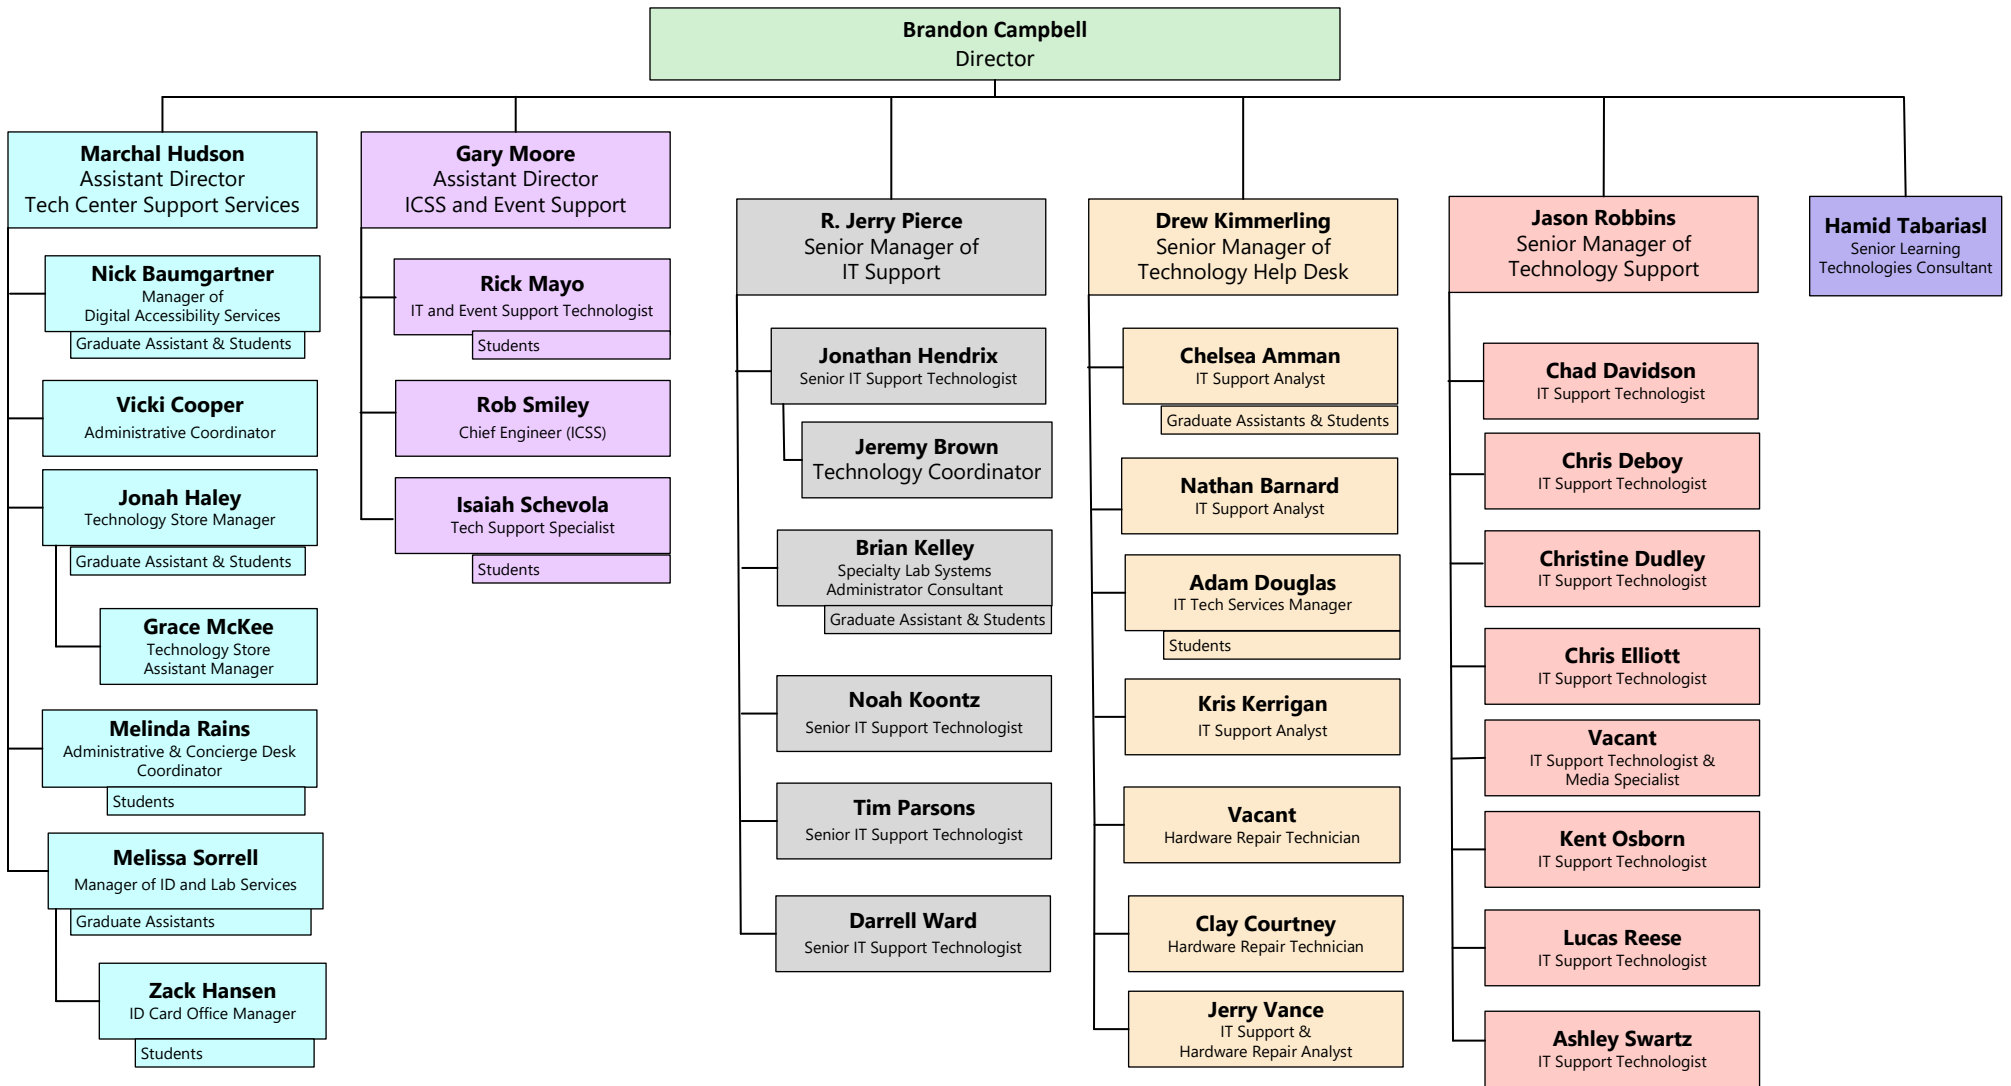 Brandon Campbell
Director
Marchal Hudson
Assistant Director
Tech Center Support Services
Nick Baumgartner
Manager of
Digital Accessibility Services
Graduate Assistant & Students
Vicki Cooper
Administrative Coordinator
Jonah Haley
Technology Store Manager
Graduate Assistant & Students
Grace McKee
Technology Store
Assistant Manager
Melinda Rains
Administrative & Concierge Desk
Coordinator
Students
Melissa Sorrell
Manager of ID and Lab Services
Graduate Assistants
Zack Hansen
ID Card Office Manager
Students
Gary Moore
Assistant Director
ICSS and Event Support
Rick Mayo
IT and Event Support Technologist
Students
Rob Smiley
Chief Engineer (ICSS)
Isaiah Schevola
Tech Support Specialist
Students
R. Jerry Pierce
Senior Manager of
IT Support
Jonathan Hendrix
Senior IT Support Technologist
Jeremy Brown
Technology Coordinator
Brian Kelley
Specialty Lab Systems
Administrator Consultant
Graduate Assistant & Students
Noah Koontz
Senior IT Support Technologist
Tim Parsons
Senior IT Support Technologist
Darrell Ward
Senior IT Support Technologist
Drew Kimmerling
Senior Manager of
Technology Help Desk
Chelsea Amman
IT Support Analyst
Graduate Assistants & Students
Nathan Barnard
IT Support Analyst
Adam Douglas
IT Tech Services Manager
Students
Kris Kerrigan
IT Support Analyst
Vacant
Hardware Repair Technician
Clay Courtney
Hardware Repair Technician
Jerry Vance
IT Support &
Hardware Repair Analyst
Jason Robbins
Senior Manager of
Technology Support
Chad Davidson
IT Support Technologist
Chris Deboy
IT Support Technologist
Christine Dudley
IT Support Technologist
Chris Elliott
IT Support Technologist
Vacant
IT Support Technologist &
Media Specialist
Kent Osborn
IT Support Technologist
Lucas Reese
IT Support Technologist
Ashley Swartz
IT Support Technologist
Hamid Tabariasl
Senior Learning
Technologies Consultant